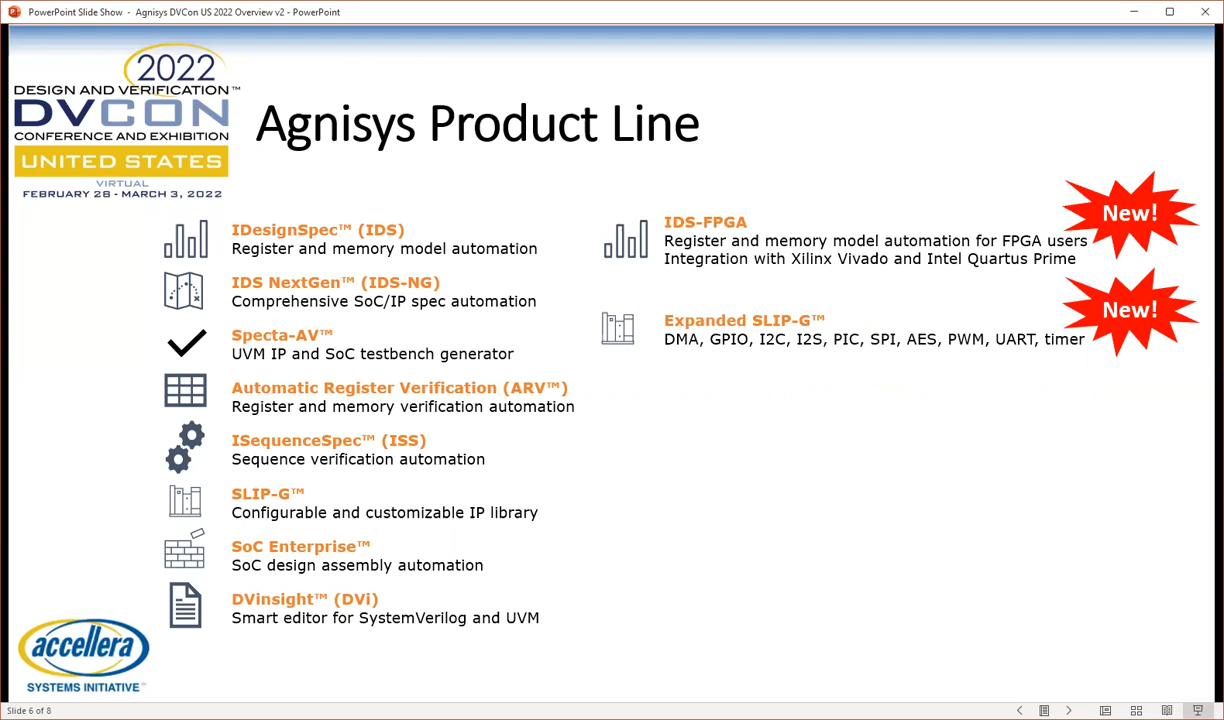 PowerPoint Slide Show - Agnisys DVCon US 2022 Overview v2 - PowerPoint
2022
DESIGN AND VERIFICATION™
DVCON
CONFERENCE AND EXHIBITION
UNITED STATES
VIRTUAL
FEBRUARY 28 - MARCH 3, 2022
Agnisys Product Line
IDesignSpec™ (IDS)
Register and memory model automation
IDS NextGen™ (IDS-NG)
Comprehensive SoC/IP spec automation
Specta-AV™
UVM IP and SoC testbench generator
Automatic Register Verification (ARV™)
Register and memory verification automation
ISequenceSpec™ (ISS)
Sequence verification automation
SLIP-G™
Configurable and customizable IP library
SoC Enterprise™
SoC design assembly automation
DVinsight™ (DVi)
Smart editor for SystemVerilog and UVM
IDS-FPGA
Register and memory model automation for FPGA users
Integration with Xilinx Vivado and Intel Quartus Prime
New!
Expanded SLIP-G™
DMA, GPIO, I2C, I2S, PIC, SPI, AES, PWM, UART, timer
New!
accellera
SYSTEMS INITIATIVE™
Slide 6 of 8